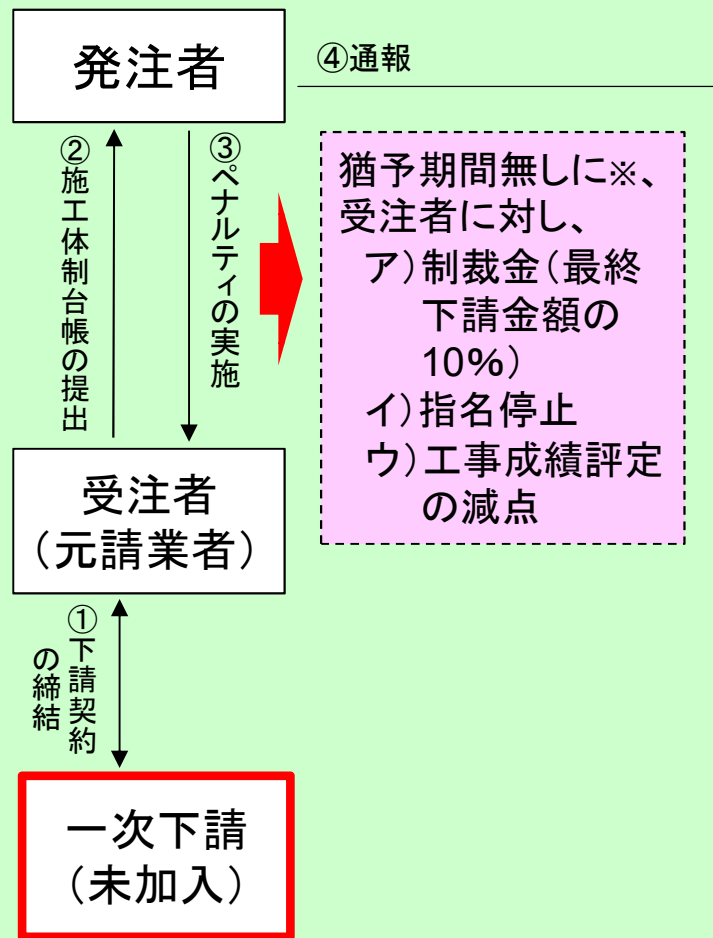 発注者
④通報
②施工体制台帳の提出
③ペナルティの実施
猶予期間無しに※、
受注者に対し、
ア）制裁金（最終
下請金額の
10%）
イ）指名停止
ウ）工事成績評定
の減点
受注者
（元請業者）
①下請契約
の締結
一次下請
（未加入）